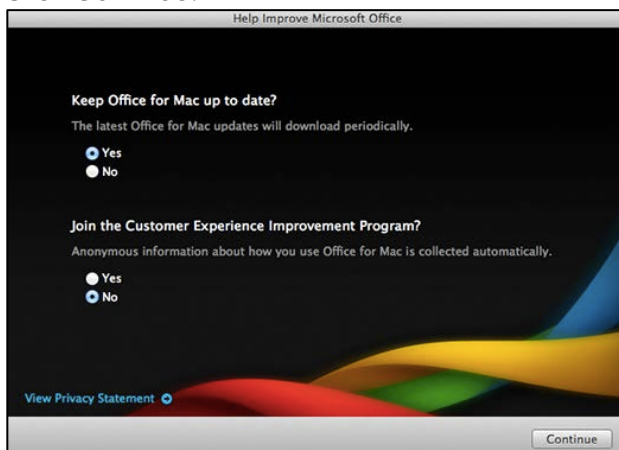 Help Improve Microsoft Office
Keep Office for Mac up to date?
The latest Office for Mac updates will download periodically.
Yes
No
Join the Customer Experience Improvement Program?
Anonymous information about how you use Office for Mac is collected automatically.
Yes
No
View Privacy Statement
Continue